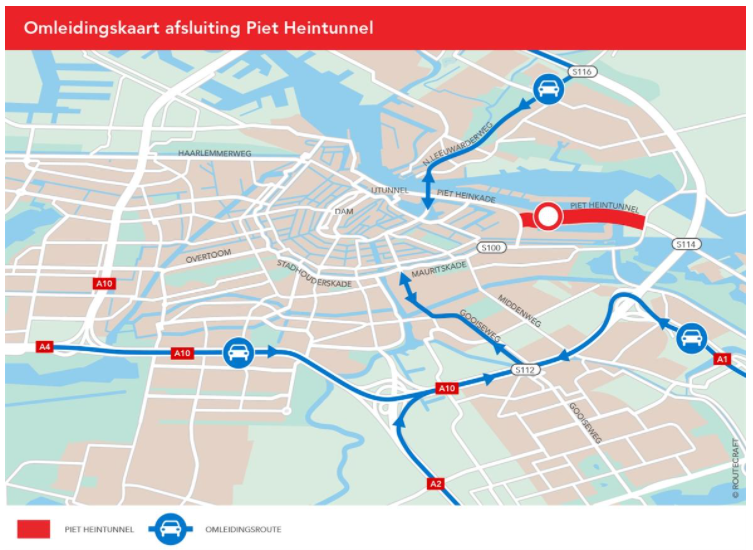 Omleidingskaart afsluiting Piet Heintunnel
S116
N.LEEUWARDERWEG
HAARLEMMERWEG
IJTUNNEL
PIET HEINKADE
PIET HEINTUNNEL
DAM
S100
S114
OVERTOOM
STADHOUDERSKADE
MAURITSKADE
A10
MIDDENWEG
GOOISEWEG
A4
A10
A1
S112
A10
GOOISEWEG
A2
© ROUTECRAFT
PIET HEINTUNNEL
OMLEIDINGSROUTE